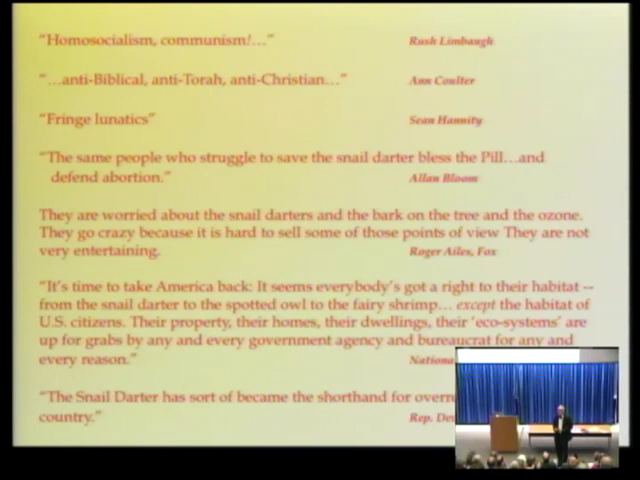 "Homosocialism, communism!..." Rush Limbaugh
"...anti-Biblical, anti-Torah, anti-Christian..." Ann Coulter
"Fringe lunatics" Sean Hannity
"The same people who struggle to save the snail darter bless the Pill...and
defend abortion." Allan Bloom
They are worried about the snail darters and the bark on the tree and the ozone.
They go crazy because it is hard to sell some of those points of view They are not
very entertaining. Roger Ailes, Fox
"It's time to take America back: It seems everybody's got a right to their habitat --
from the snail darter to the spotted owl to the fairy shrimp... except the habitat of
U.S. citizens. Their property, their homes, their dwellings, their 'eco-systems' are
up for grabs by any and every government agency and bureaucrat for any and
every reason." Nationa
"The Snail Darter has sort of became the shorthand for overr
country." Rep. De